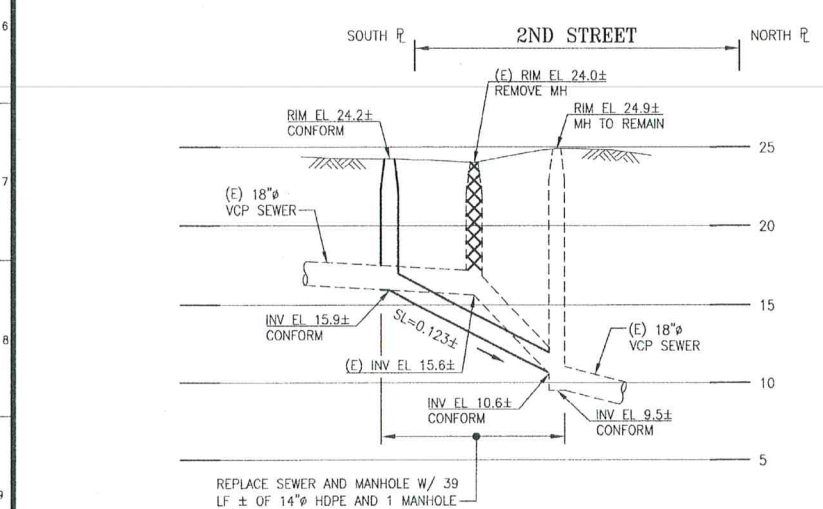 6
7
8
9
SOUTH PL
2ND STREET
NORTH PL
(E) RIM EL 24.0±
REMOVE MH
RIM EL 24.2±
CONFORM
RIM EL 24.9±
MH TO REMAIN
25
(E) 18"ø
VCP SEWER
20
15
INV EL 15.9±
CONFORM
SL=0.123±
(E) 18"ø
VCP SEWER
(E) INV EL 15.6±
10
INV EL 10.6±
CONFORM
INV EL 9.5±
CONFORM
5
REPLACE SEWER AND MANHOLE W/ 39
LF ± OF 14"ø HDPE AND 1 MANHOLE